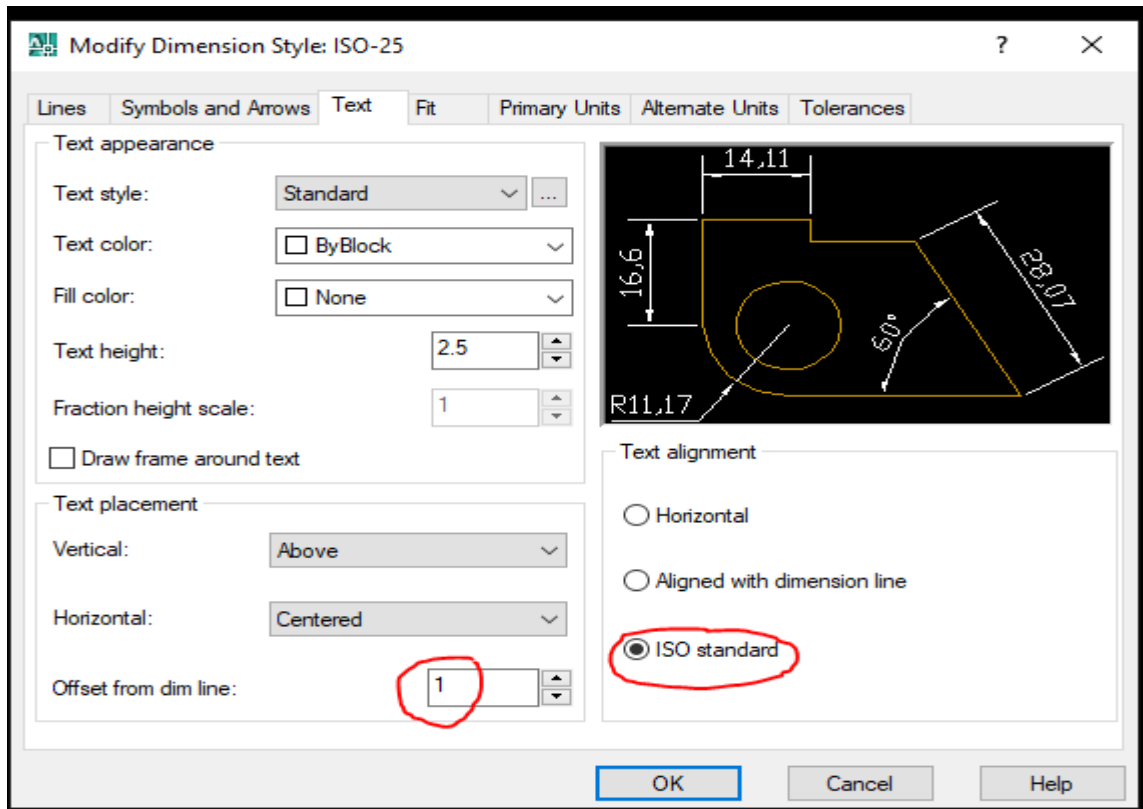 Modify Dimension Style: ISO-25
?
Lines Symbols and Arrows Text Fit Primary Units Alternate Units Tolerances
Text appearance
Text style: Standard ...
Text color: ByBlock
Fill color: None
Text height: 2.5
Fraction height scale: 1
Draw frame around text
Text placement
Vertical: Above
Horizontal: Centered
Offset from dim line: 1
14,11
16,6
28,07
60°
R11,17
Text alignment
Horizontal
Aligned with dimension line
ISO standard
OK Cancel Help